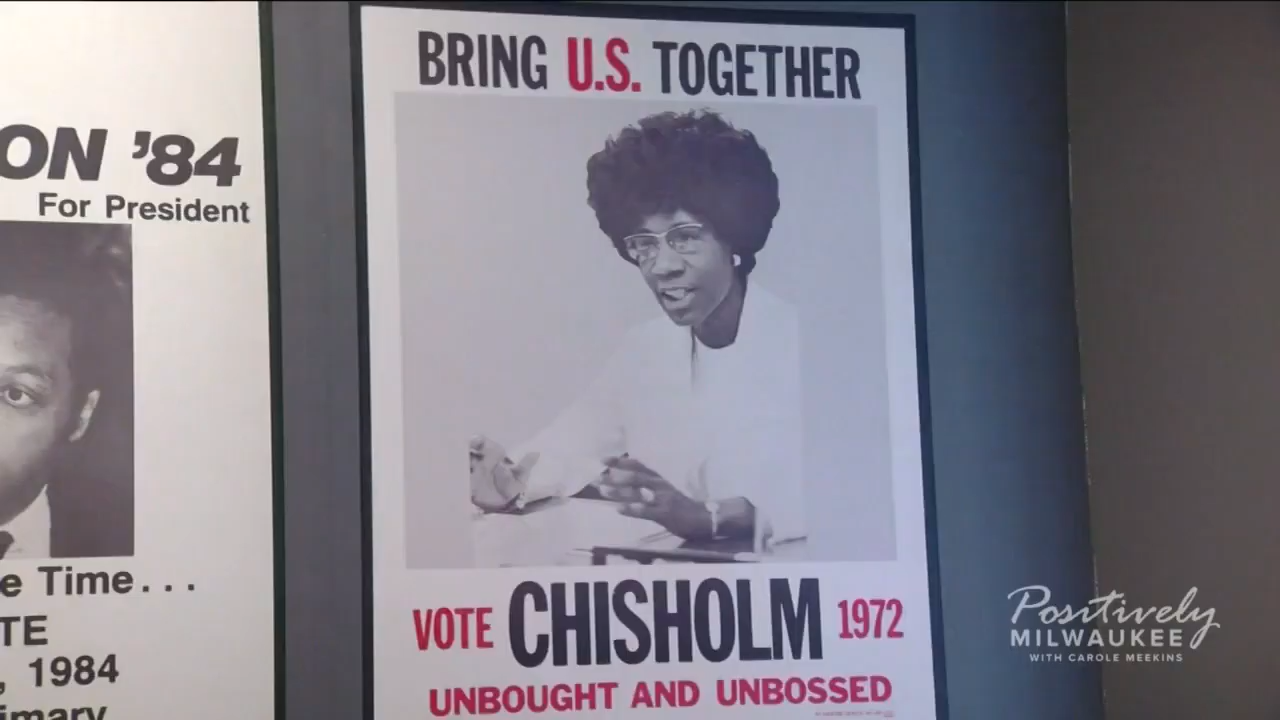 ON '84
For President
e Time...
TE
, 1984
imary
BRING U.S. TOGETHER
VOTE CHISHOLM 1972
UNBOUGHT AND UNBOSSED
Positively
MILWAUKEE
WITH CAROLE MEEKINS